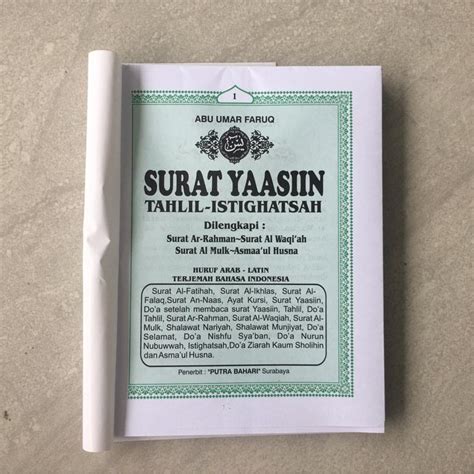 1
ABU UMAR FARUQ
يس
SURAT YAASIIN
TAHLIL-ISTIGHATSAH
Dilengkapi :
Surat Ar-Rahman~Surat Al Waqi'ah
Surat Al Mulk~Asmaa'ul Husna
HURUF ARAB - LATIN
TERJEMAH BAHASA INDONESIA
Surat Al-Fatihah, Surat Al-Ikhlas, Surat Al-
Falaq,Surat An-Naas, Ayat Kursi, Surat Yaasiin,
Do'a setelah membaca surat Yaasiin, Tahlil, Do'a
Tahlil, Surat Ar-Rahman, Surat Al-Waqiah, Surat Al-
Mulk, Shalawat Nariyah, Shalawat Munjiyat, Do'a
Selamat, Do'a Nishfu Sya'ban, Do'a Nurun
Nubuwwah, Istighatsah,Do'a Ziarah Kaum Sholihin
dan Asma'ul Husna.
Penerbit : "PUTRA BAHARI" Surabaya